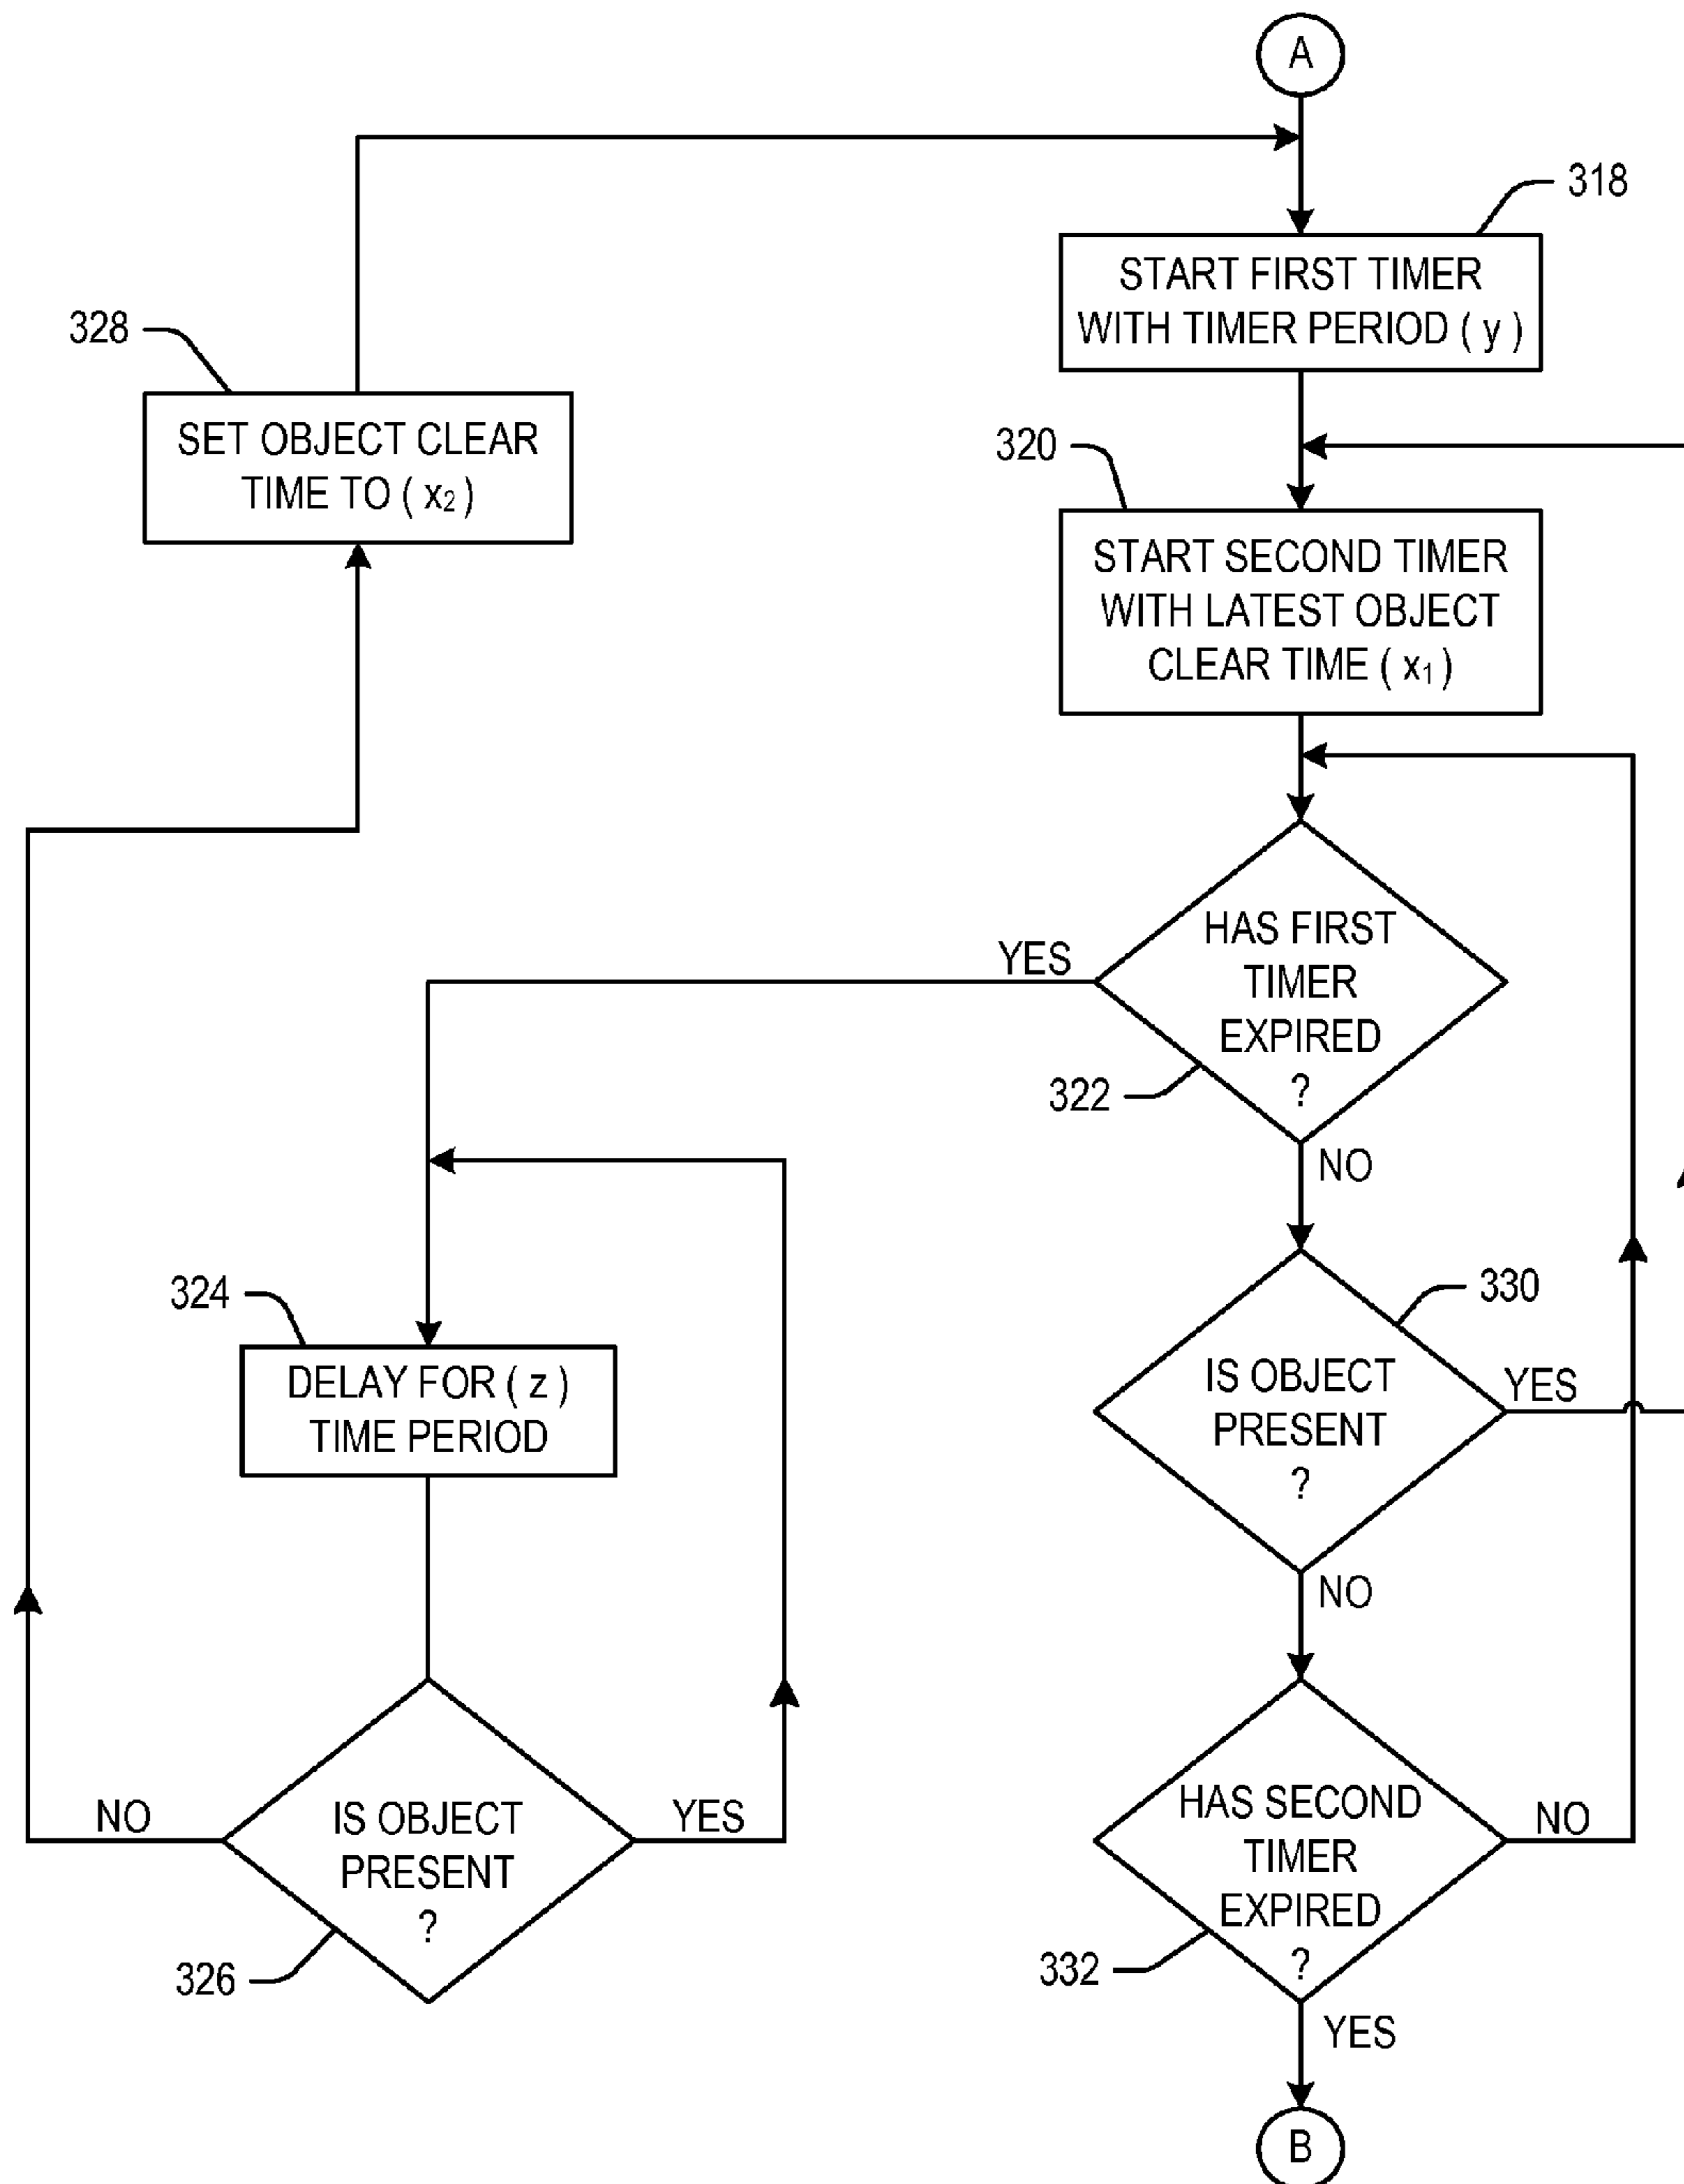 A
318
START FIRST TIMER
WITH TIMER PERIOD ( y )
328
SET OBJECT CLEAR
TIME TO ( x₂ )
320
START SECOND TIMER
WITH LATEST OBJECT
CLEAR TIME ( x₁ )
HAS FIRST
TIMER
EXPIRED
?
YES
322
NO
324
DELAY FOR ( z )
TIME PERIOD
330
IS OBJECT
PRESENT
?
YES
NO
NO
IS OBJECT
PRESENT
?
YES
326
HAS SECOND
TIMER
EXPIRED
?
NO
332
YES
B